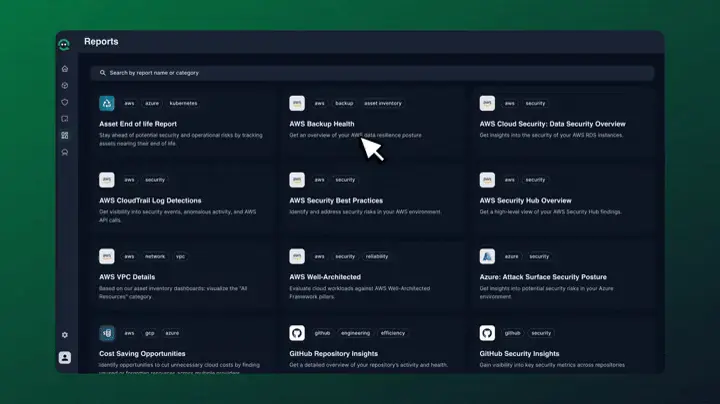 Reports
Search by report name or category
aws azure kubernetes
Asset End of life Report
Stay ahead of potential security and operational risks by tracking
assets nearing their end of life.
aws backup asset inventory
AWS Backup Health
Get an overview of your AWS data resilience posture
aws security
AWS Cloud Security: Data Security Overview
Get insights into the security of your AWS RDS instances.
aws security
AWS CloudTrail Log Detections
Get visibility into security events, anomalous activity, and AWS
API calls.
aws security
AWS Security Best Practices
Identify and address security risks in your AWS environment.
aws security
AWS Security Hub Overview
Get a high-level view of your AWS Security Hub findings.
aws network vpc
AWS VPC Details
Based on our asset inventory dashboards: visualize the "All
Resources" category.
aws security reliability
AWS Well-Architected
Evaluate cloud workloads against AWS Well-Architected
Framework pillars.
azure security
Azure: Attack Surface Security Posture
Get insights into potential security risks in your Azure
environment.
aws gcp azure
Cost Saving Opportunities
Identify opportunities to cut unnecessary cloud costs by finding
github engineering efficiency
GitHub Repository Insights
Get a detailed overview of your repository's activity and health.
github security
GitHub Security Insights
Gain visibility into key security metrics across repositories